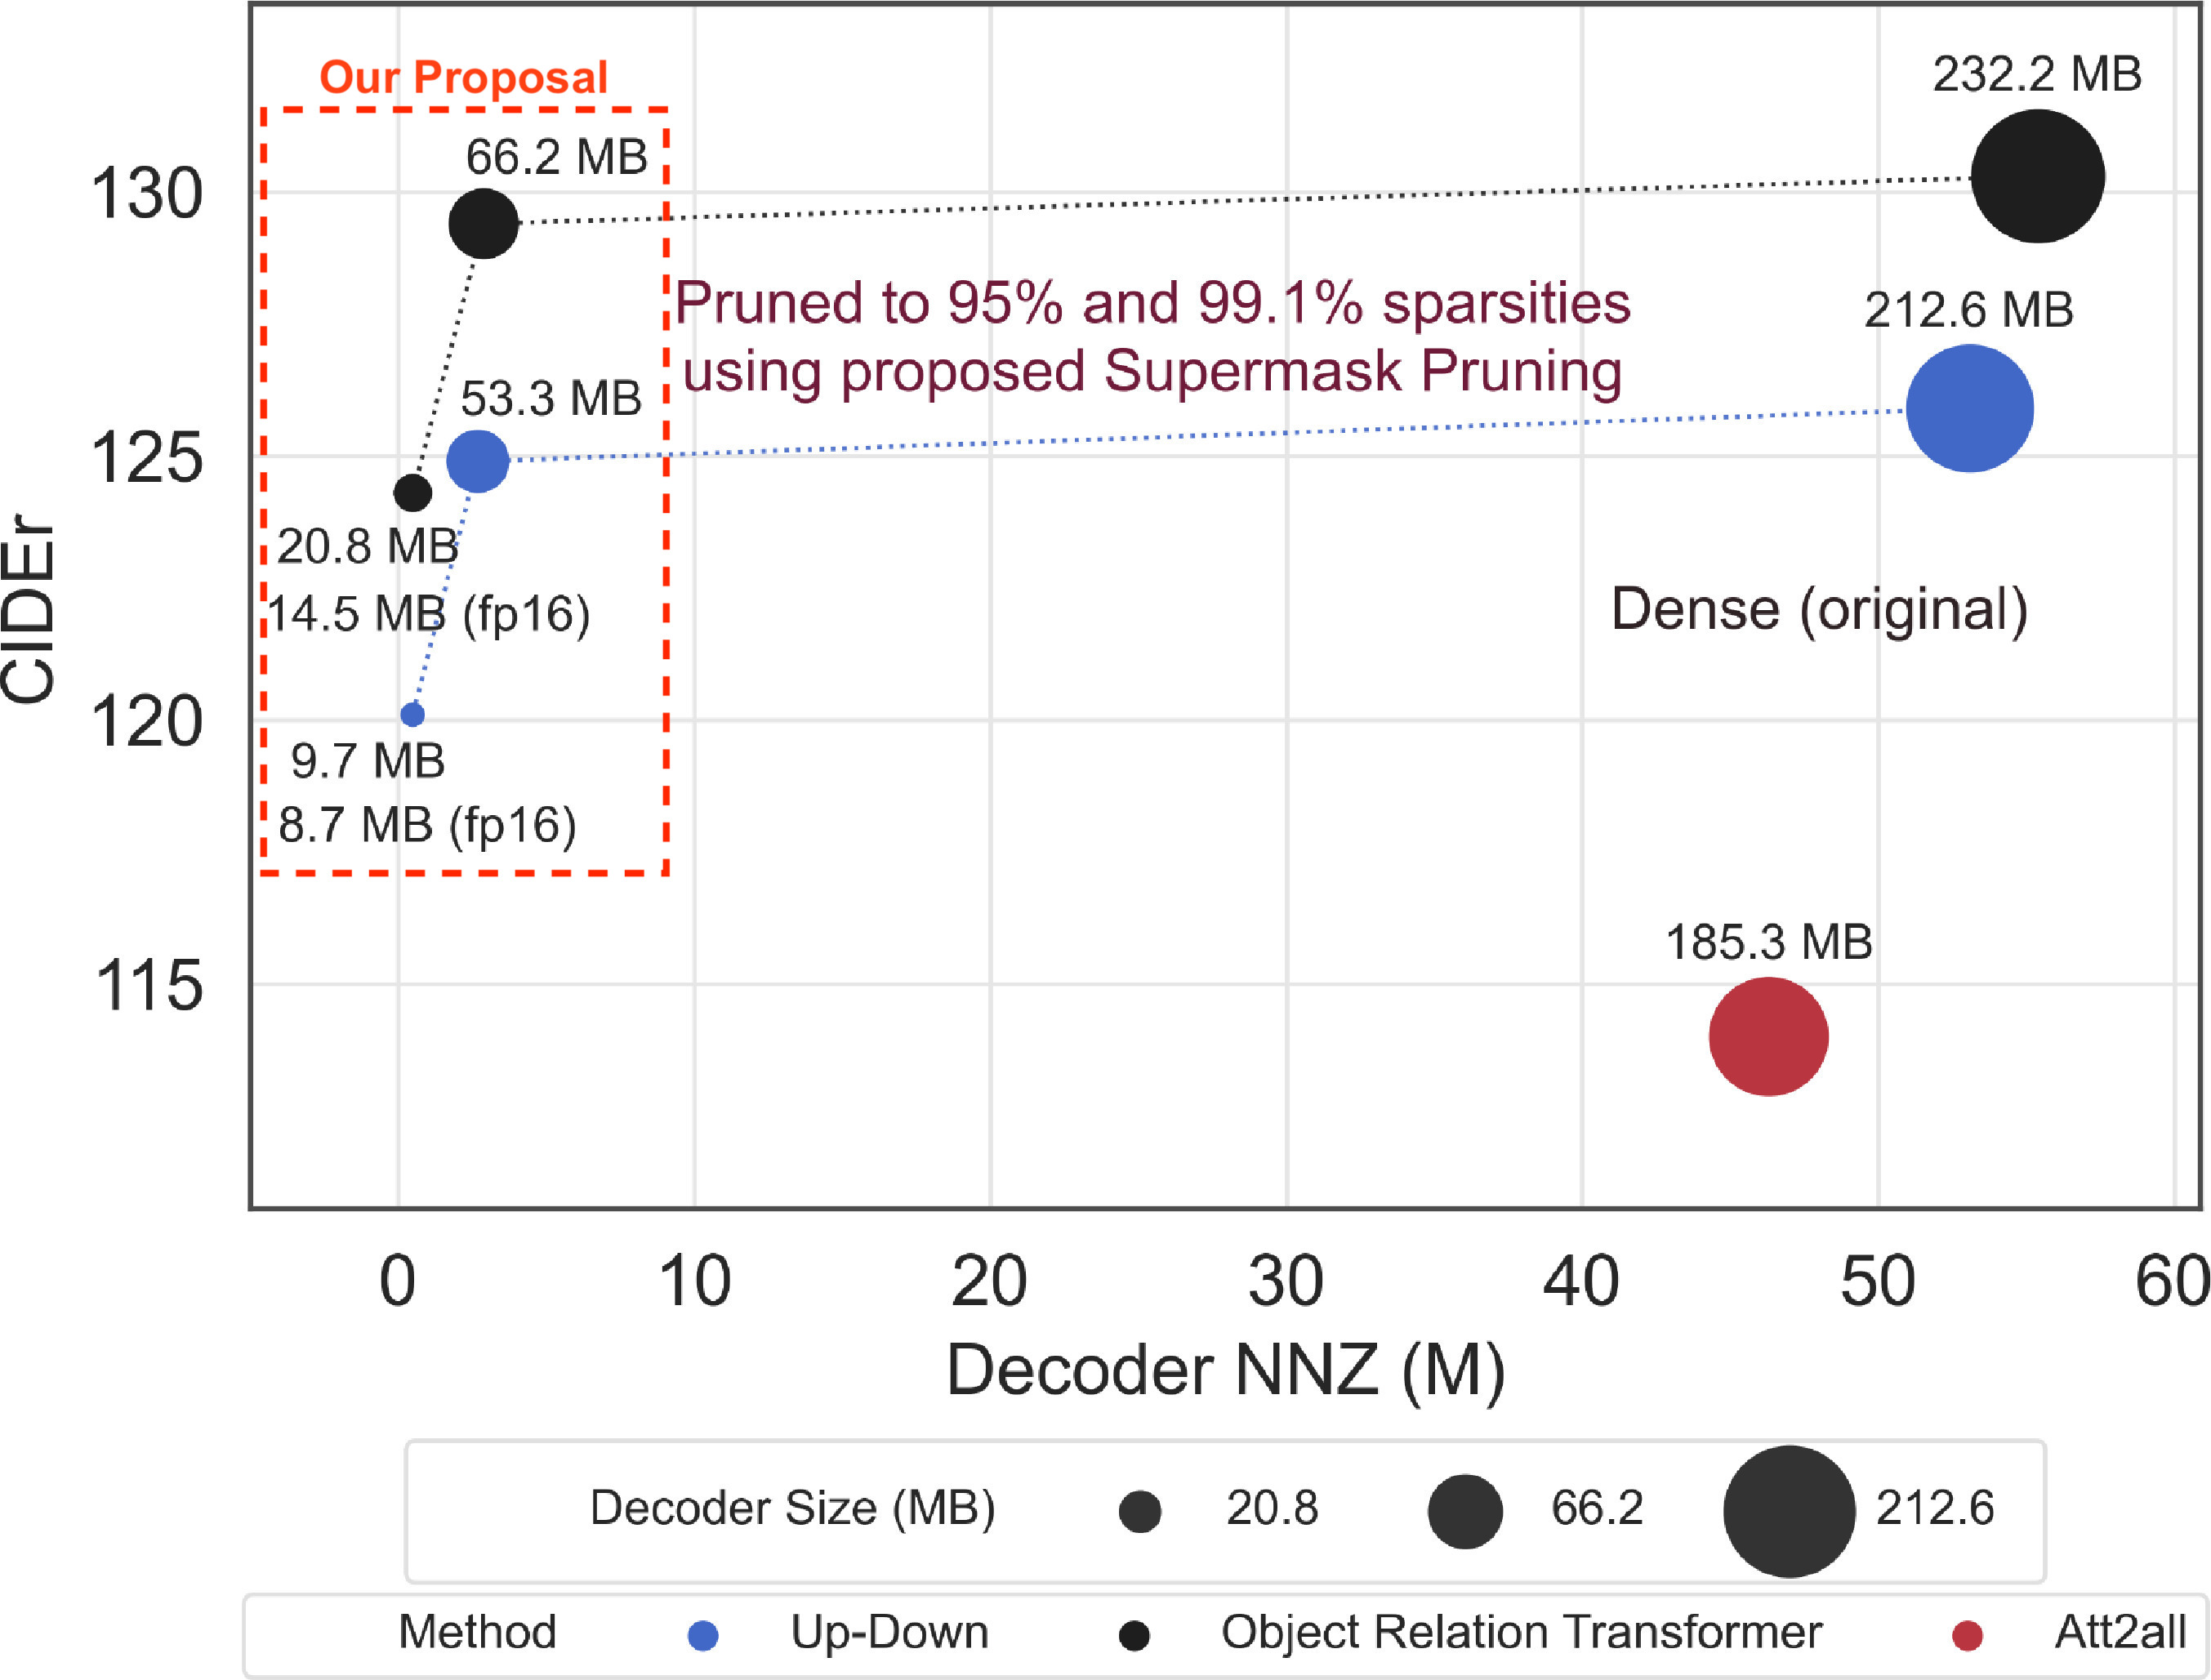 Our Proposal
232.2 MB
66.2 MB
130
Pruned to 95% and 99.1% sparsities
using proposed Supermask Pruning
212.6 MB
53.3 MB
125
20.8 MB
14.5 MB (fp16)
Dense (original)
CIDEr
120
9.7 MB
8.7 MB (fp16)
185.3 MB
115
0 10 20 30 40 50 60
Decoder NNZ (M)
Decoder Size (MB) 20.8 66.2 212.6
Method Up-Down Object Relation Transformer Att2all